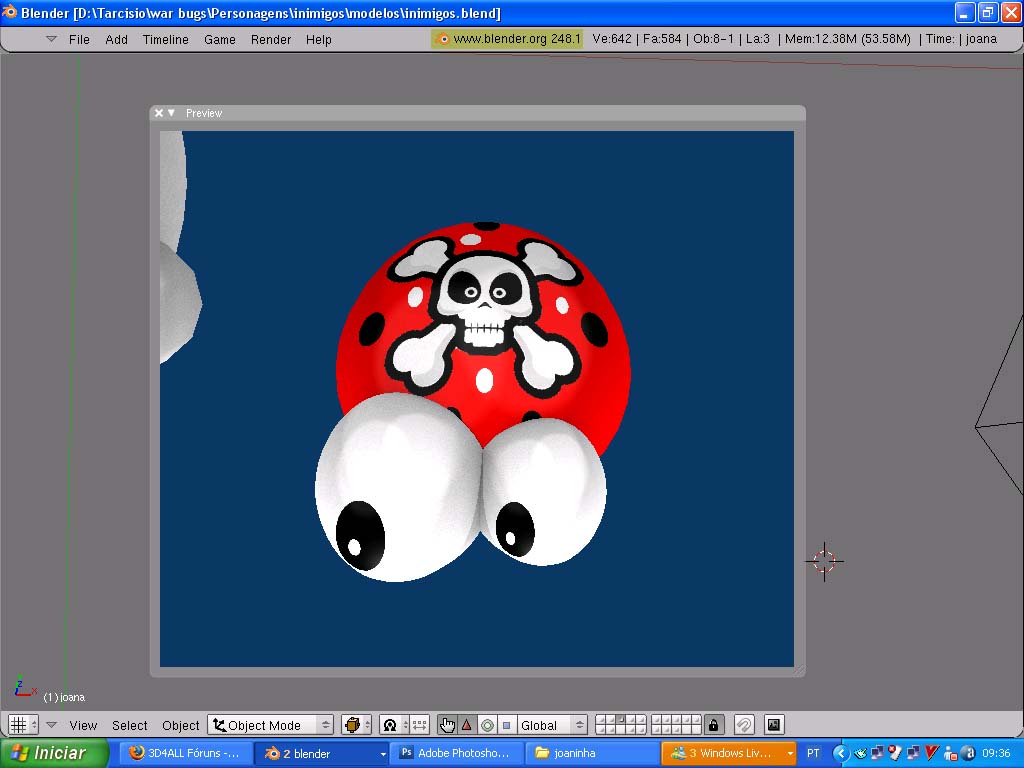 Blender [D:\Tarcisio\war bugs\Personagens\inimigos\modelos\inimigos.blend]
File Add Timeline Game Render Help www.blender.org 248.1 Ve:642 | Fa:584 | Ob:8-1 | La:3 | Mem:12.38M (53.58M) | Time: | joana
Preview
z
x
(1) joana
View Select Object Object Mode Global
Iniciar 3D4ALL Fóruns -... 2 blender Ps Adobe Photosho... joaninha 3 Windows Liv... PT 09:36